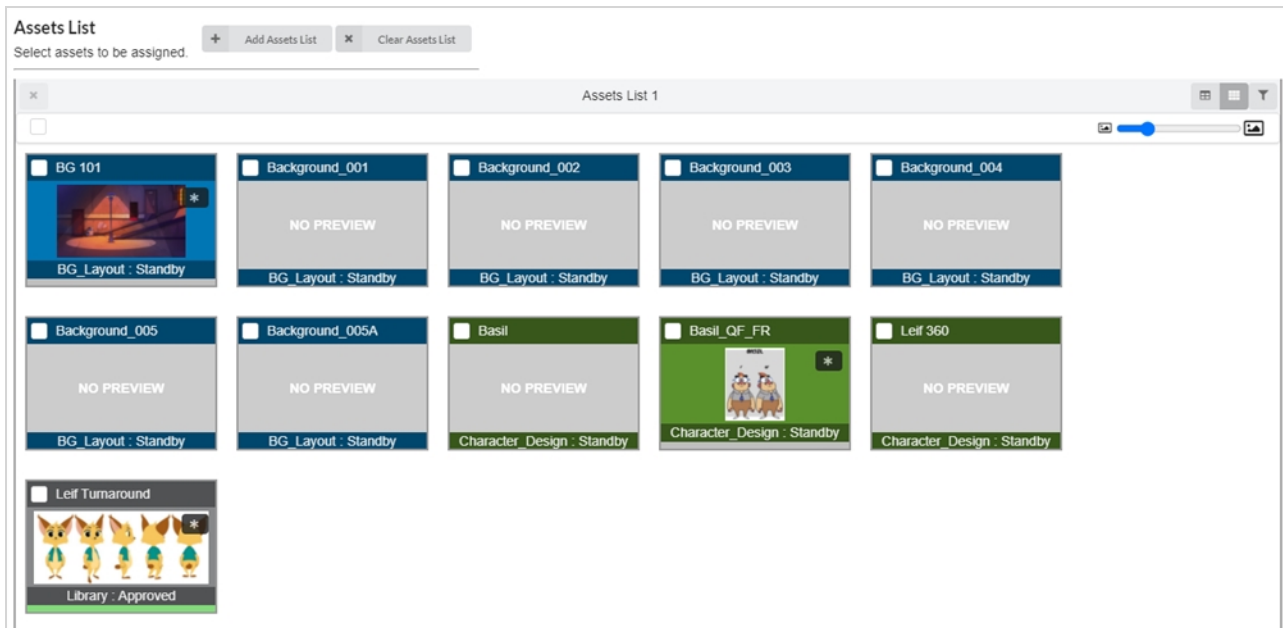 Assets List
Select assets to be assigned.
+ Add Assets List
× Clear Assets List
× Assets List 1
BG 101
*
BG_Layout : Standby
Background_001
NO PREVIEW
BG_Layout : Standby
Background_002
NO PREVIEW
BG_Layout : Standby
Background_003
NO PREVIEW
BG_Layout : Standby
Background_004
NO PREVIEW
BG_Layout : Standby
Background_005
NO PREVIEW
BG_Layout : Standby
Background_005A
NO PREVIEW
BG_Layout : Standby
Basil
NO PREVIEW
Character_Design : Standby
Basil_QF_FR
*
Character_Design : Standby
Leif 360
NO PREVIEW
Character_Design : Standby
Leif Turnaround
*
Library : Approved